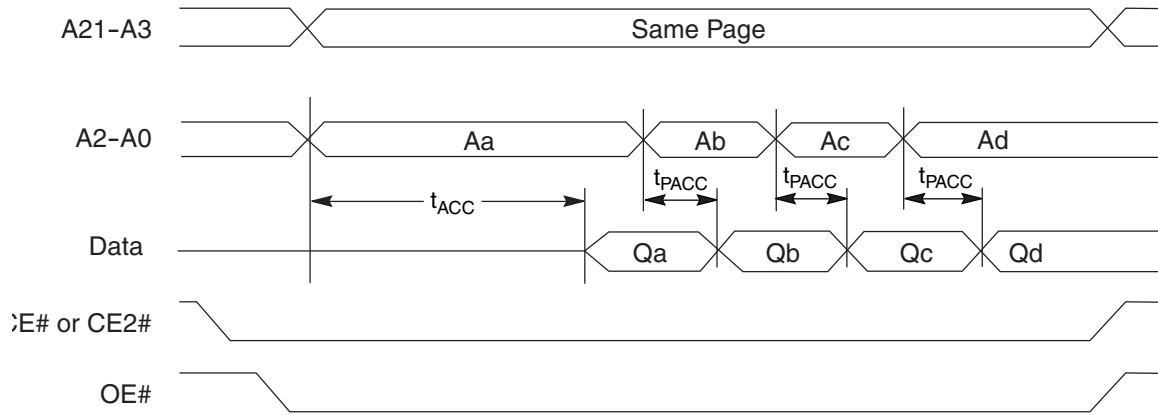 A21-A3 Same Page
A2-A0 Aa Ab Ac Ad
tACC tPACC tPACC tPACC
Data Qa Qb Qc Qd
E# or CE2#
OE#